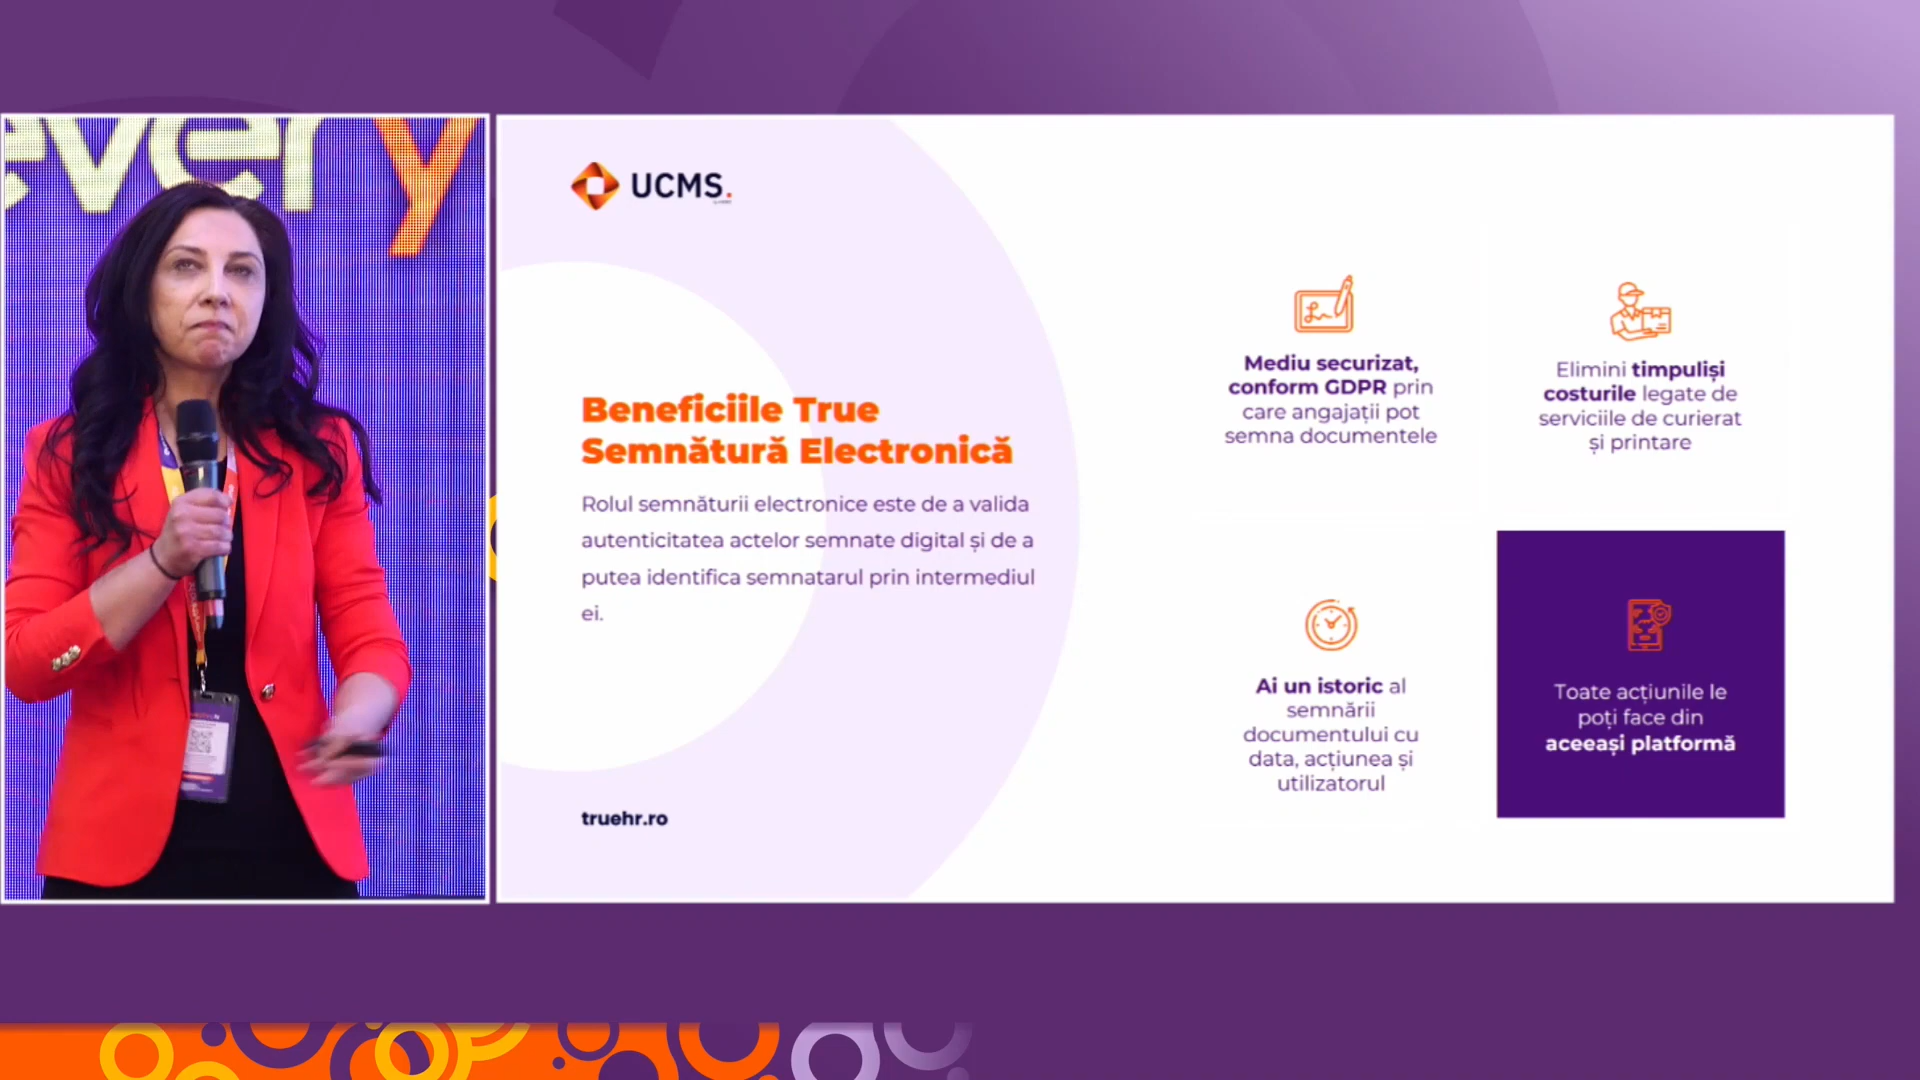 every
UCMS.
Beneficiile True
Semnătură Electronică
Rolul semnăturii electronice este de a valida
autenticitatea actelor semnate digital și de a
putea identifica semnatarul prin intermediul
ei.
truehr.ro
Mediu securizat,
conform GDPR prin
care angajații pot
semna documentele
Elimini timpuliși
costurile legate de
serviciile de curierat
și printare
Ai un istoric al
semnării
documentului cu
data, acțiunea și
utilizatorul
Toate acțiunile le
poți face din
aceeași platformă